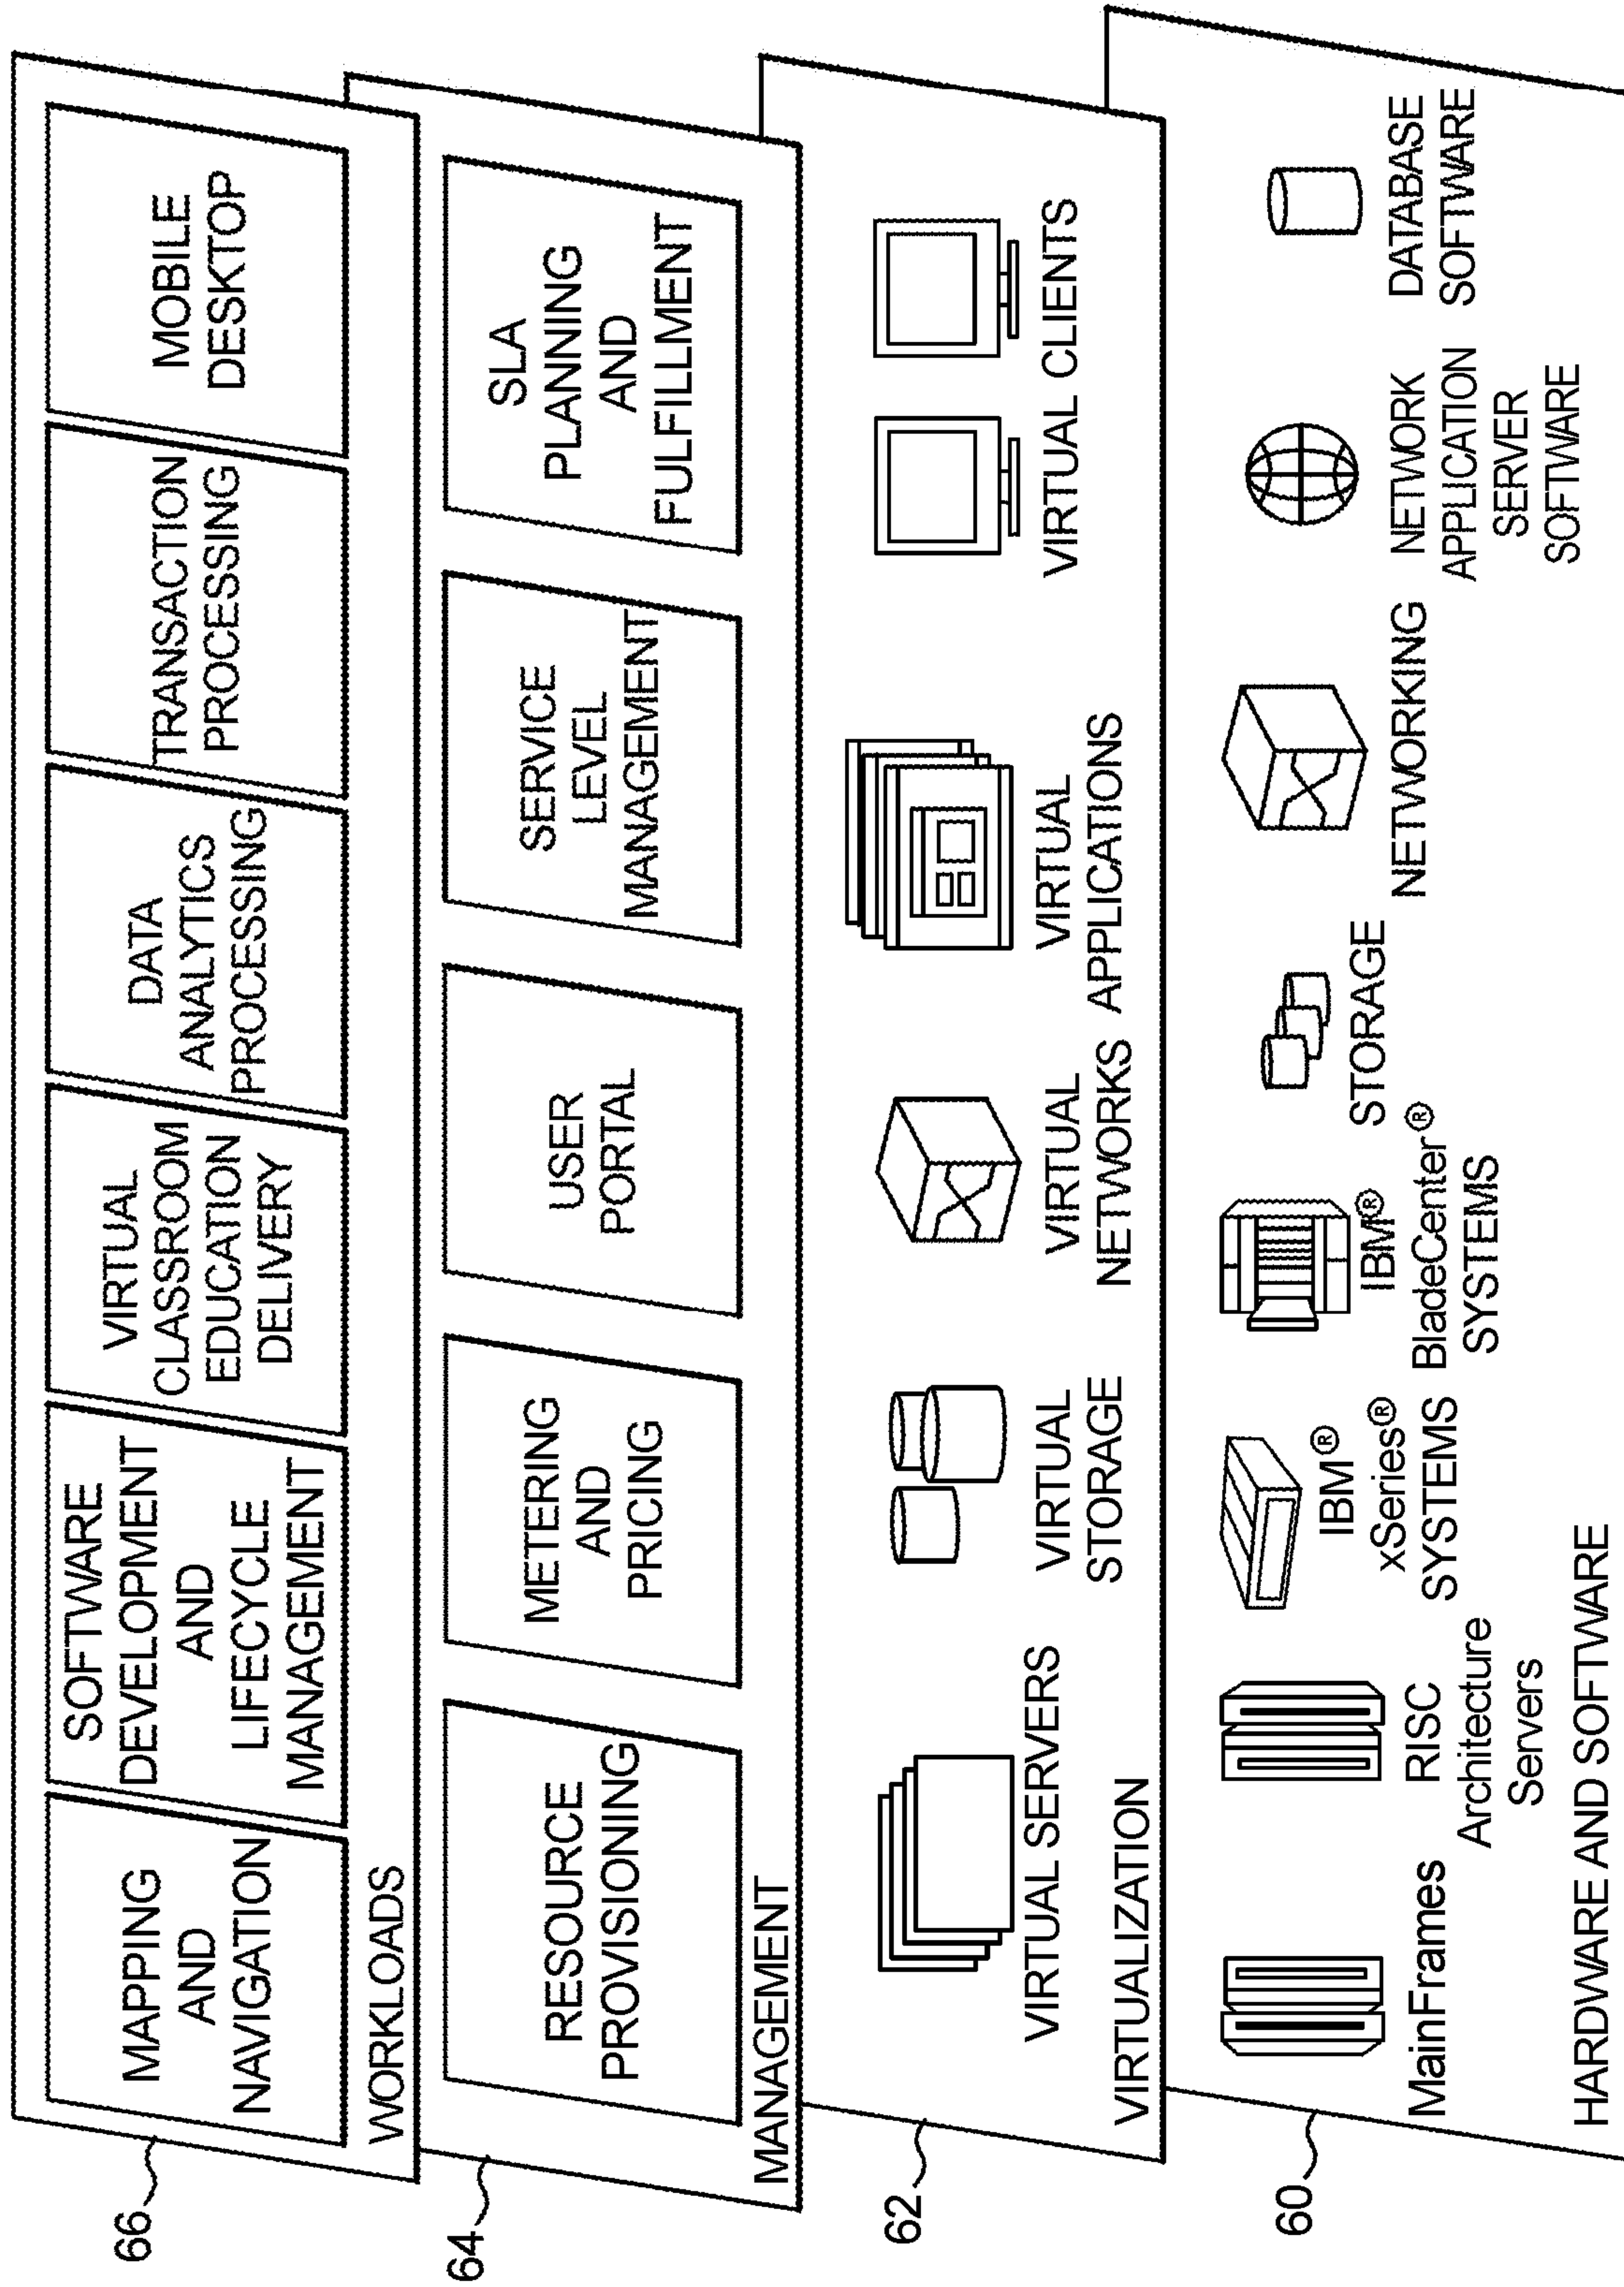 66
MAPPING
AND
NAVIGATION
SOFTWARE
DEVELOPMENT
AND
LIFECYCLE
MANAGEMENT
VIRTUAL
CLASSROOM
EDUCATION
DELIVERY
DATA
ANALYTICS
PROCESSING
TRANSACTION
PROCESSING
MOBILE
DESKTOP
WORKLOADS
64
RESOURCE
PROVISIONING
METERING
AND
PRICING
USER
PORTAL
SERVICE
LEVEL
MANAGEMENT
SLA
PLANNING
AND
FULFILLMENT
MANAGEMENT
62
VIRTUAL SERVERS
VIRTUAL
STORAGE
VIRTUAL
NETWORKS
VIRTUAL
APPLICATIONS
VIRTUAL CLIENTS
VIRTUALIZATION
60
MainFrames
RISC
Architecture
Servers
IBM®
xSeries®
SYSTEMS
IBM®
BladeCenter®
SYSTEMS
STORAGE
NETWORKING
NETWORK
APPLICATION
SERVER
SOFTWARE
DATABASE
SOFTWARE
HARDWARE AND SOFTWARE